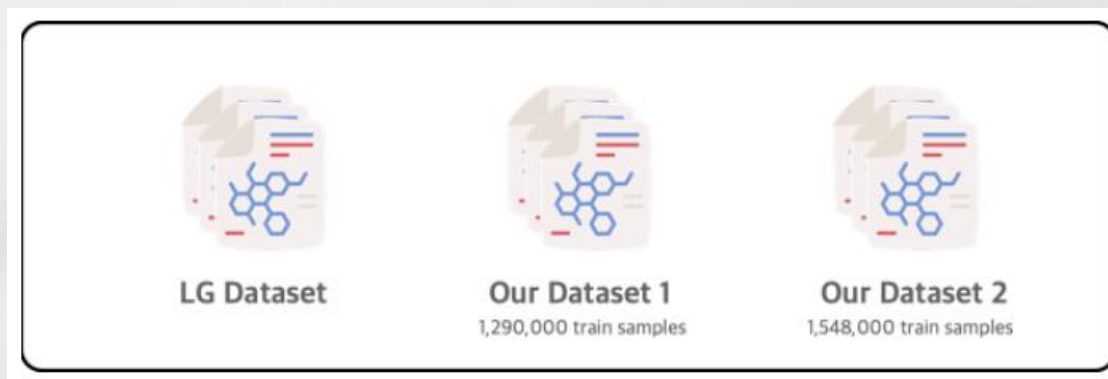 LG Dataset
Our Dataset 1
1,290,000 train samples
Our Dataset 2
1,548,000 train samples